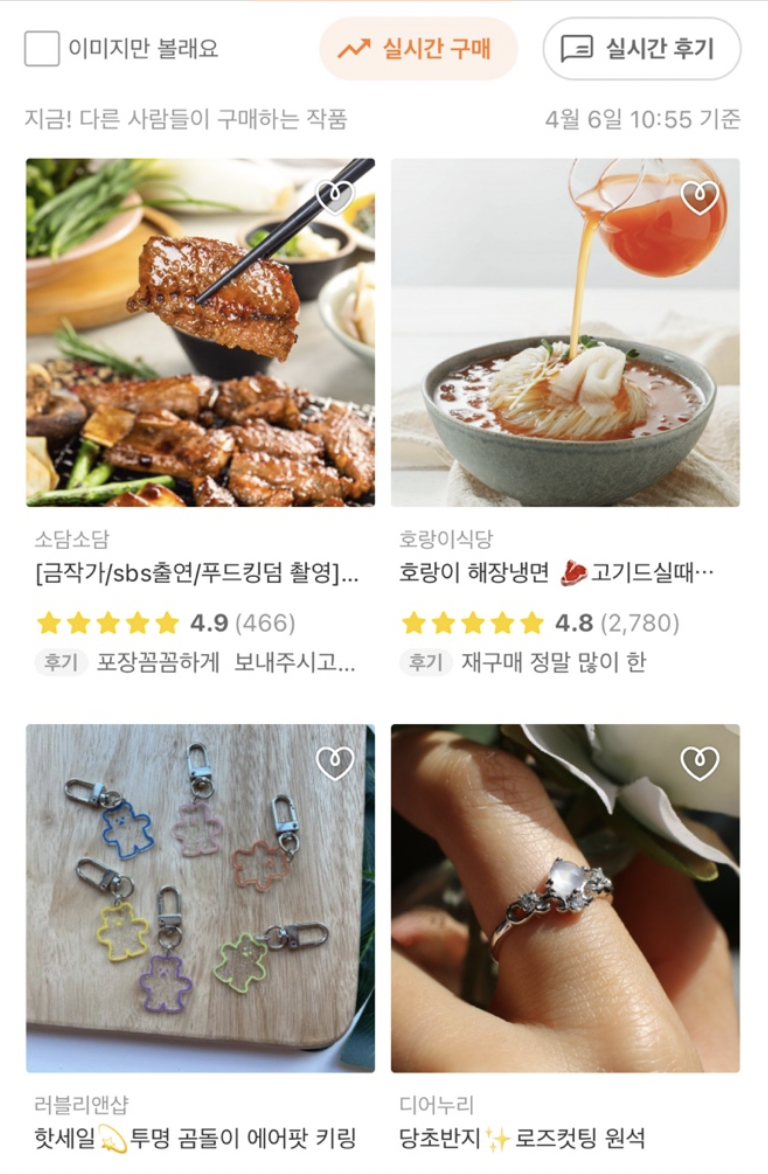 이미지만 볼래요
실시간 구매
실시간 후기
지금! 다른 사람들이 구매하는 작품
4월 6일 10:55 기준
소담소담
[금작가/sbs출연/푸드킹덤 촬영]...
★★★★★ 4.9 (466)
후기 포장꼼꼼하게 보내주시고...
호랑이식당
호랑이 해장냉면 🥩고기드실때...
★★★★★ 4.8 (2,780)
후기 재구매 정말 많이 한
러블리앤샵
핫세일💫투명 곰돌이 에어팟 키링
디어누리
당초반지✨로즈컷팅 원석